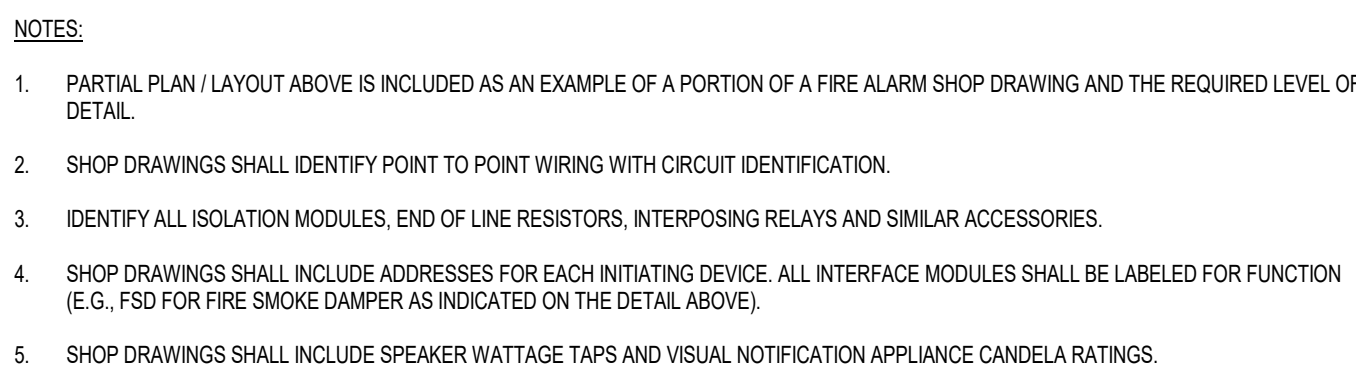 NOTES:
1. PARTIAL PLAN / LAYOUT ABOVE IS INCLUDED AS AN EXAMPLE OF A PORTION OF A FIRE ALARM SHOP DRAWING AND THE REQUIRED LEVEL OF
DETAIL.
2. SHOP DRAWINGS SHALL IDENTIFY POINT TO POINT WIRING WITH CIRCUIT IDENTIFICATION.
3. IDENTIFY ALL ISOLATION MODULES, END OF LINE RESISTORS, INTERPOSING RELAYS AND SIMILAR ACCESSORIES.
4. SHOP DRAWINGS SHALL INCLUDE ADDRESSES FOR EACH INITIATING DEVICE. ALL INTERFACE MODULES SHALL BE LABELED FOR FUNCTION
(E.G., FSD FOR FIRE SMOKE DAMPER AS INDICATED ON THE DETAIL ABOVE).
5. SHOP DRAWINGS SHALL INCLUDE SPEAKER WATTAGE TAPS AND VISUAL NOTIFICATION APPLIANCE CANDELA RATINGS.